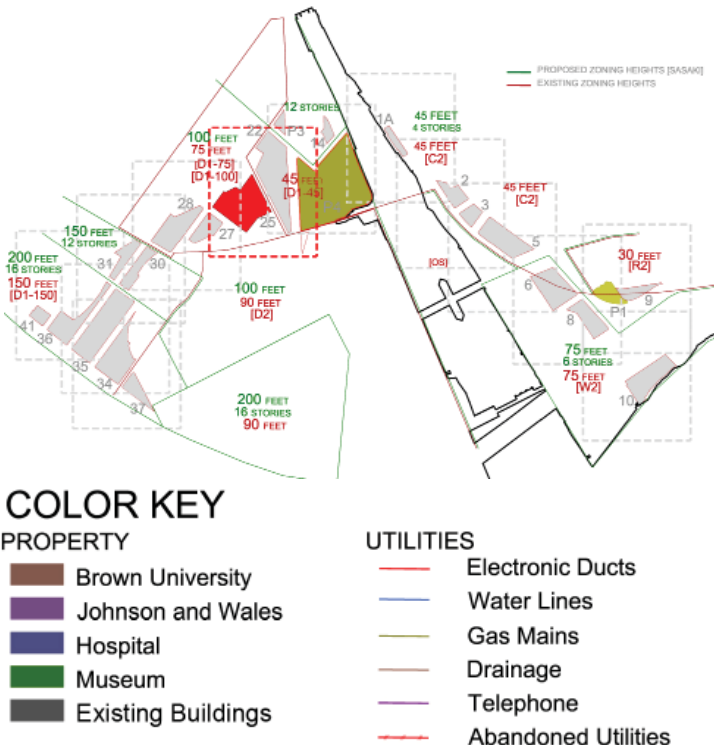 PROPOSED ZONING HEIGHTS [SASAKI]
EXISTING ZONING HEIGHTS
12 STORIES
1A
45 FEET
4 STORIES
45 FEET
[C2]
22
P3
14
100 FEET
75 FEET
[D1-75]
[D1-100]
45 FEET
[D1-45]
P4
25
27
28
2
3
45 FEET
[C2]
5
150 FEET
12 STORIES
31
30
200 FEET
16 STORIES
150 FEET
[D1-150]
41
36
35
34
37
100 FEET
90 FEET
[D2]
[OS]
6
30 FEET
[R2]
9
P1
8
75 FEET
6 STORIES
75 FEET
[W2]
10
200 FEET
16 STORIES
90 FEET
COLOR KEY
PROPERTY
Brown University
Johnson and Wales
Hospital
Museum
Existing Buildings
UTILITIES
Electronic Ducts
Water Lines
Gas Mains
Drainage
Telephone
Abandoned Utilities